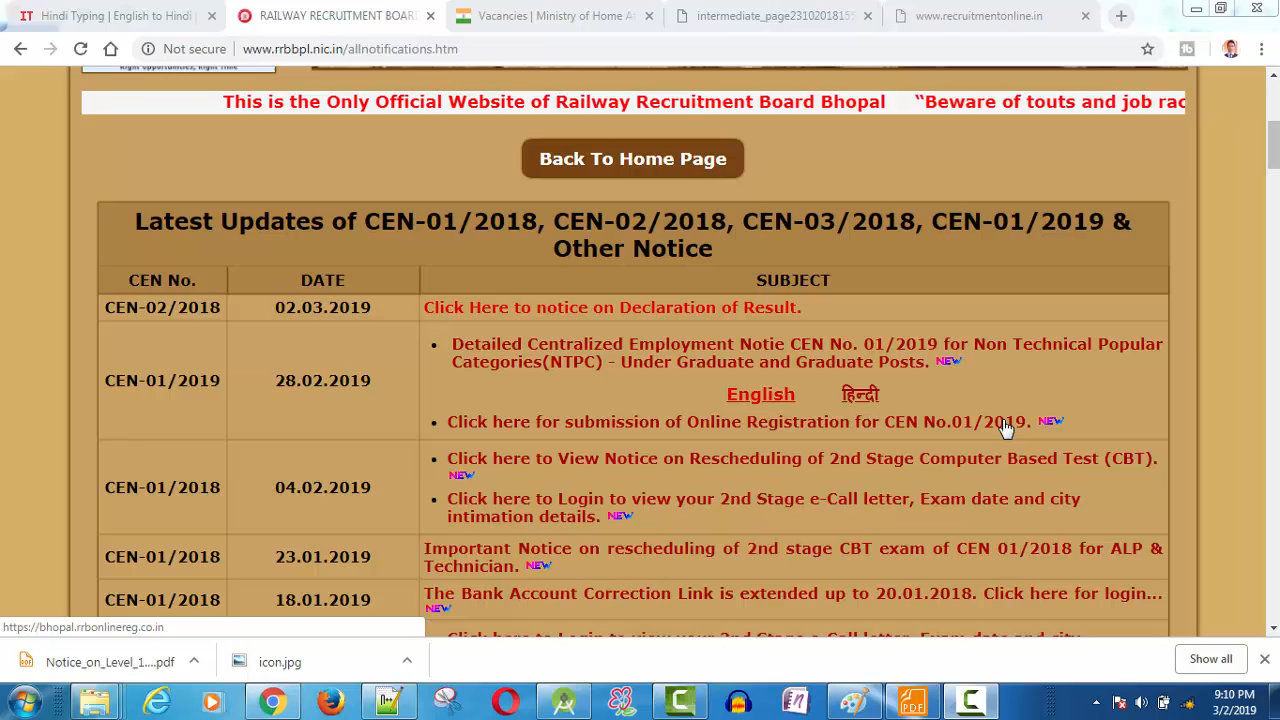 Hindi Typing | English to Hindi
RAILWAY RECRUITMENT BOAR
Vacancies | Ministry of Home A
intermediate_page2310201815
www.recruitmentonline.in
Not secure
www.rrbbpl.nic.in/allnotifications.htm
This is the Only Official Website of Railway Recruitment Board Bhopal “Beware of touts and job rac
Back To Home Page
Latest Updates of CEN-01/2018, CEN-02/2018, CEN-03/2018, CEN-01/2019 &
Other Notice
CEN No. DATE SUBJECT
CEN-02/2018 02.03.2019 Click Here to notice on Declaration of Result.
Detailed Centralized Employment Notie CEN No. 01/2019 for Non Technical Popular
Categories(NTPC) - Under Graduate and Graduate Posts. NEW
CEN-01/2019 28.02.2019
English हिन्दी
Click here for submission of Online Registration for CEN No.01/2019. NEW
Click here to View Notice on Rescheduling of 2nd Stage Computer Based Test (CBT).
NEW
CEN-01/2018 04.02.2019
Click here to Login to view your 2nd Stage e-Call letter, Exam date and city
intimation details. NEW
CEN-01/2018 23.01.2019 Important Notice on rescheduling of 2nd stage CBT exam of CEN 01/2018 for ALP &
Technician. NEW
CEN-01/2018 18.01.2019 The Bank Account Correction Link is extended up to 20.01.2018. Click here for login...
NEW
https://bhopal.rrbonlinereg.co.in
Notice_on_Level_1....pdf
icon.jpg
Show all
9:10 PM
3/2/2019